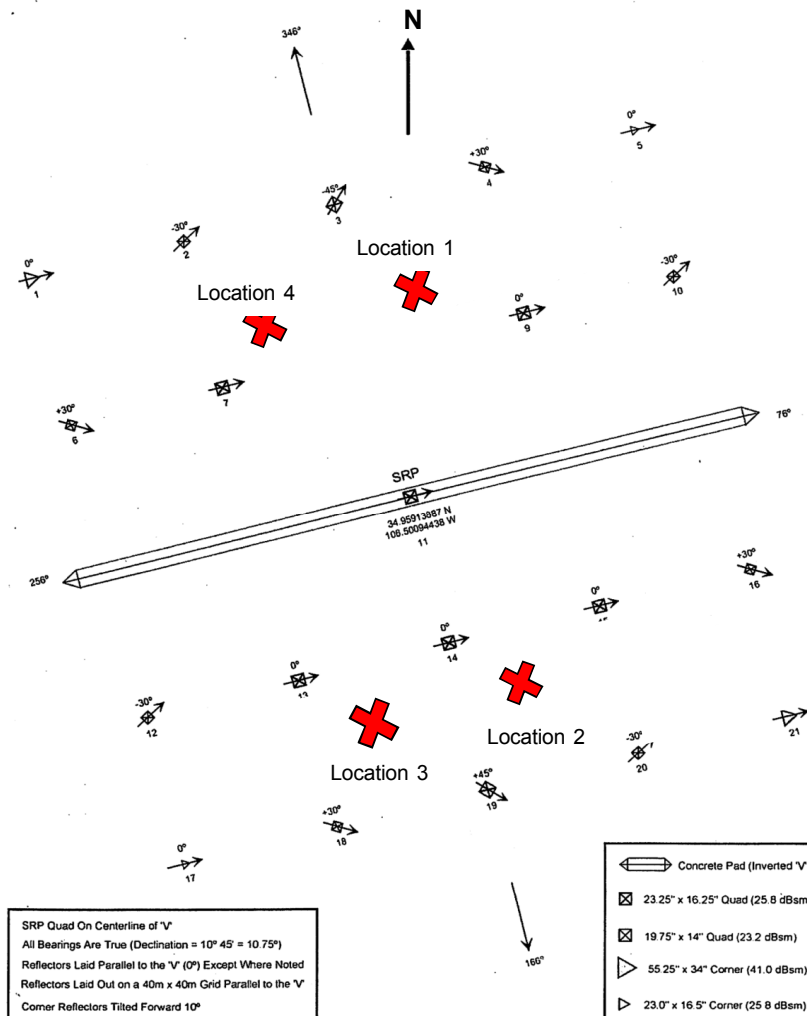 346°
N
0°
5
+30°
4
-45°
3
-30°
2
0°
1
Location 1
-30°
10
Location 4
0°
9
7
+30°
6
76°
SRP
34.95913887 N
108.50094438 W
11
256°
+30°
16
0°
0°
14
0°
-30°
12
Location 2
21
-30°
20
Location 3
+45°
19
+30°
18
0°
17
166°
SRP Quad On Centerline of 'V'
All Bearings Are True (Declination = 10° 45' = 10.75°)
Reflectors Laid Parallel to the 'V' (0°) Except Where Noted
Reflectors Laid Out on a 40m x 40m Grid Parallel to the 'V'
Corner Reflectors Tilted Forward 10°
Concrete Pad (Inverted 'V'
23.25" x 16.25" Quad (25.8 dBsm
19.75" x 14" Quad (23.2 dBsm)
55.25" x 34" Corner (41.0 dBsm)
23.0" x 16.5" Corner (25.8 dBsm)